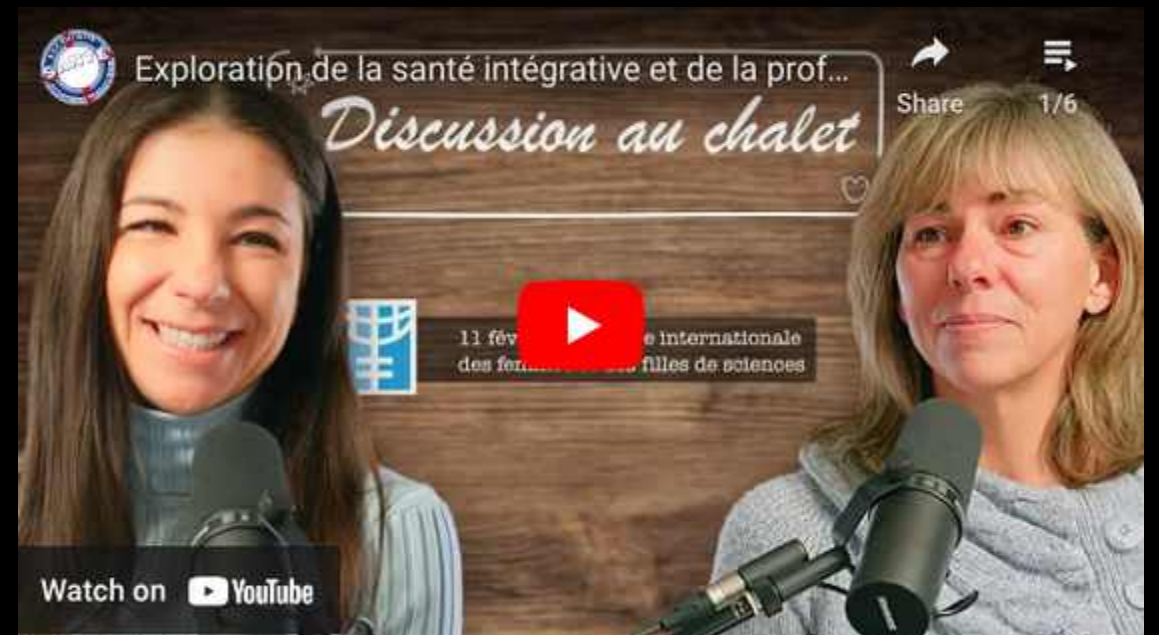 Exploration de la santé intégrative et de la prof...
Share
1/6
Discussion au chalet
11 fév e internationale
des fem filles de sciences
Watch on YouTube